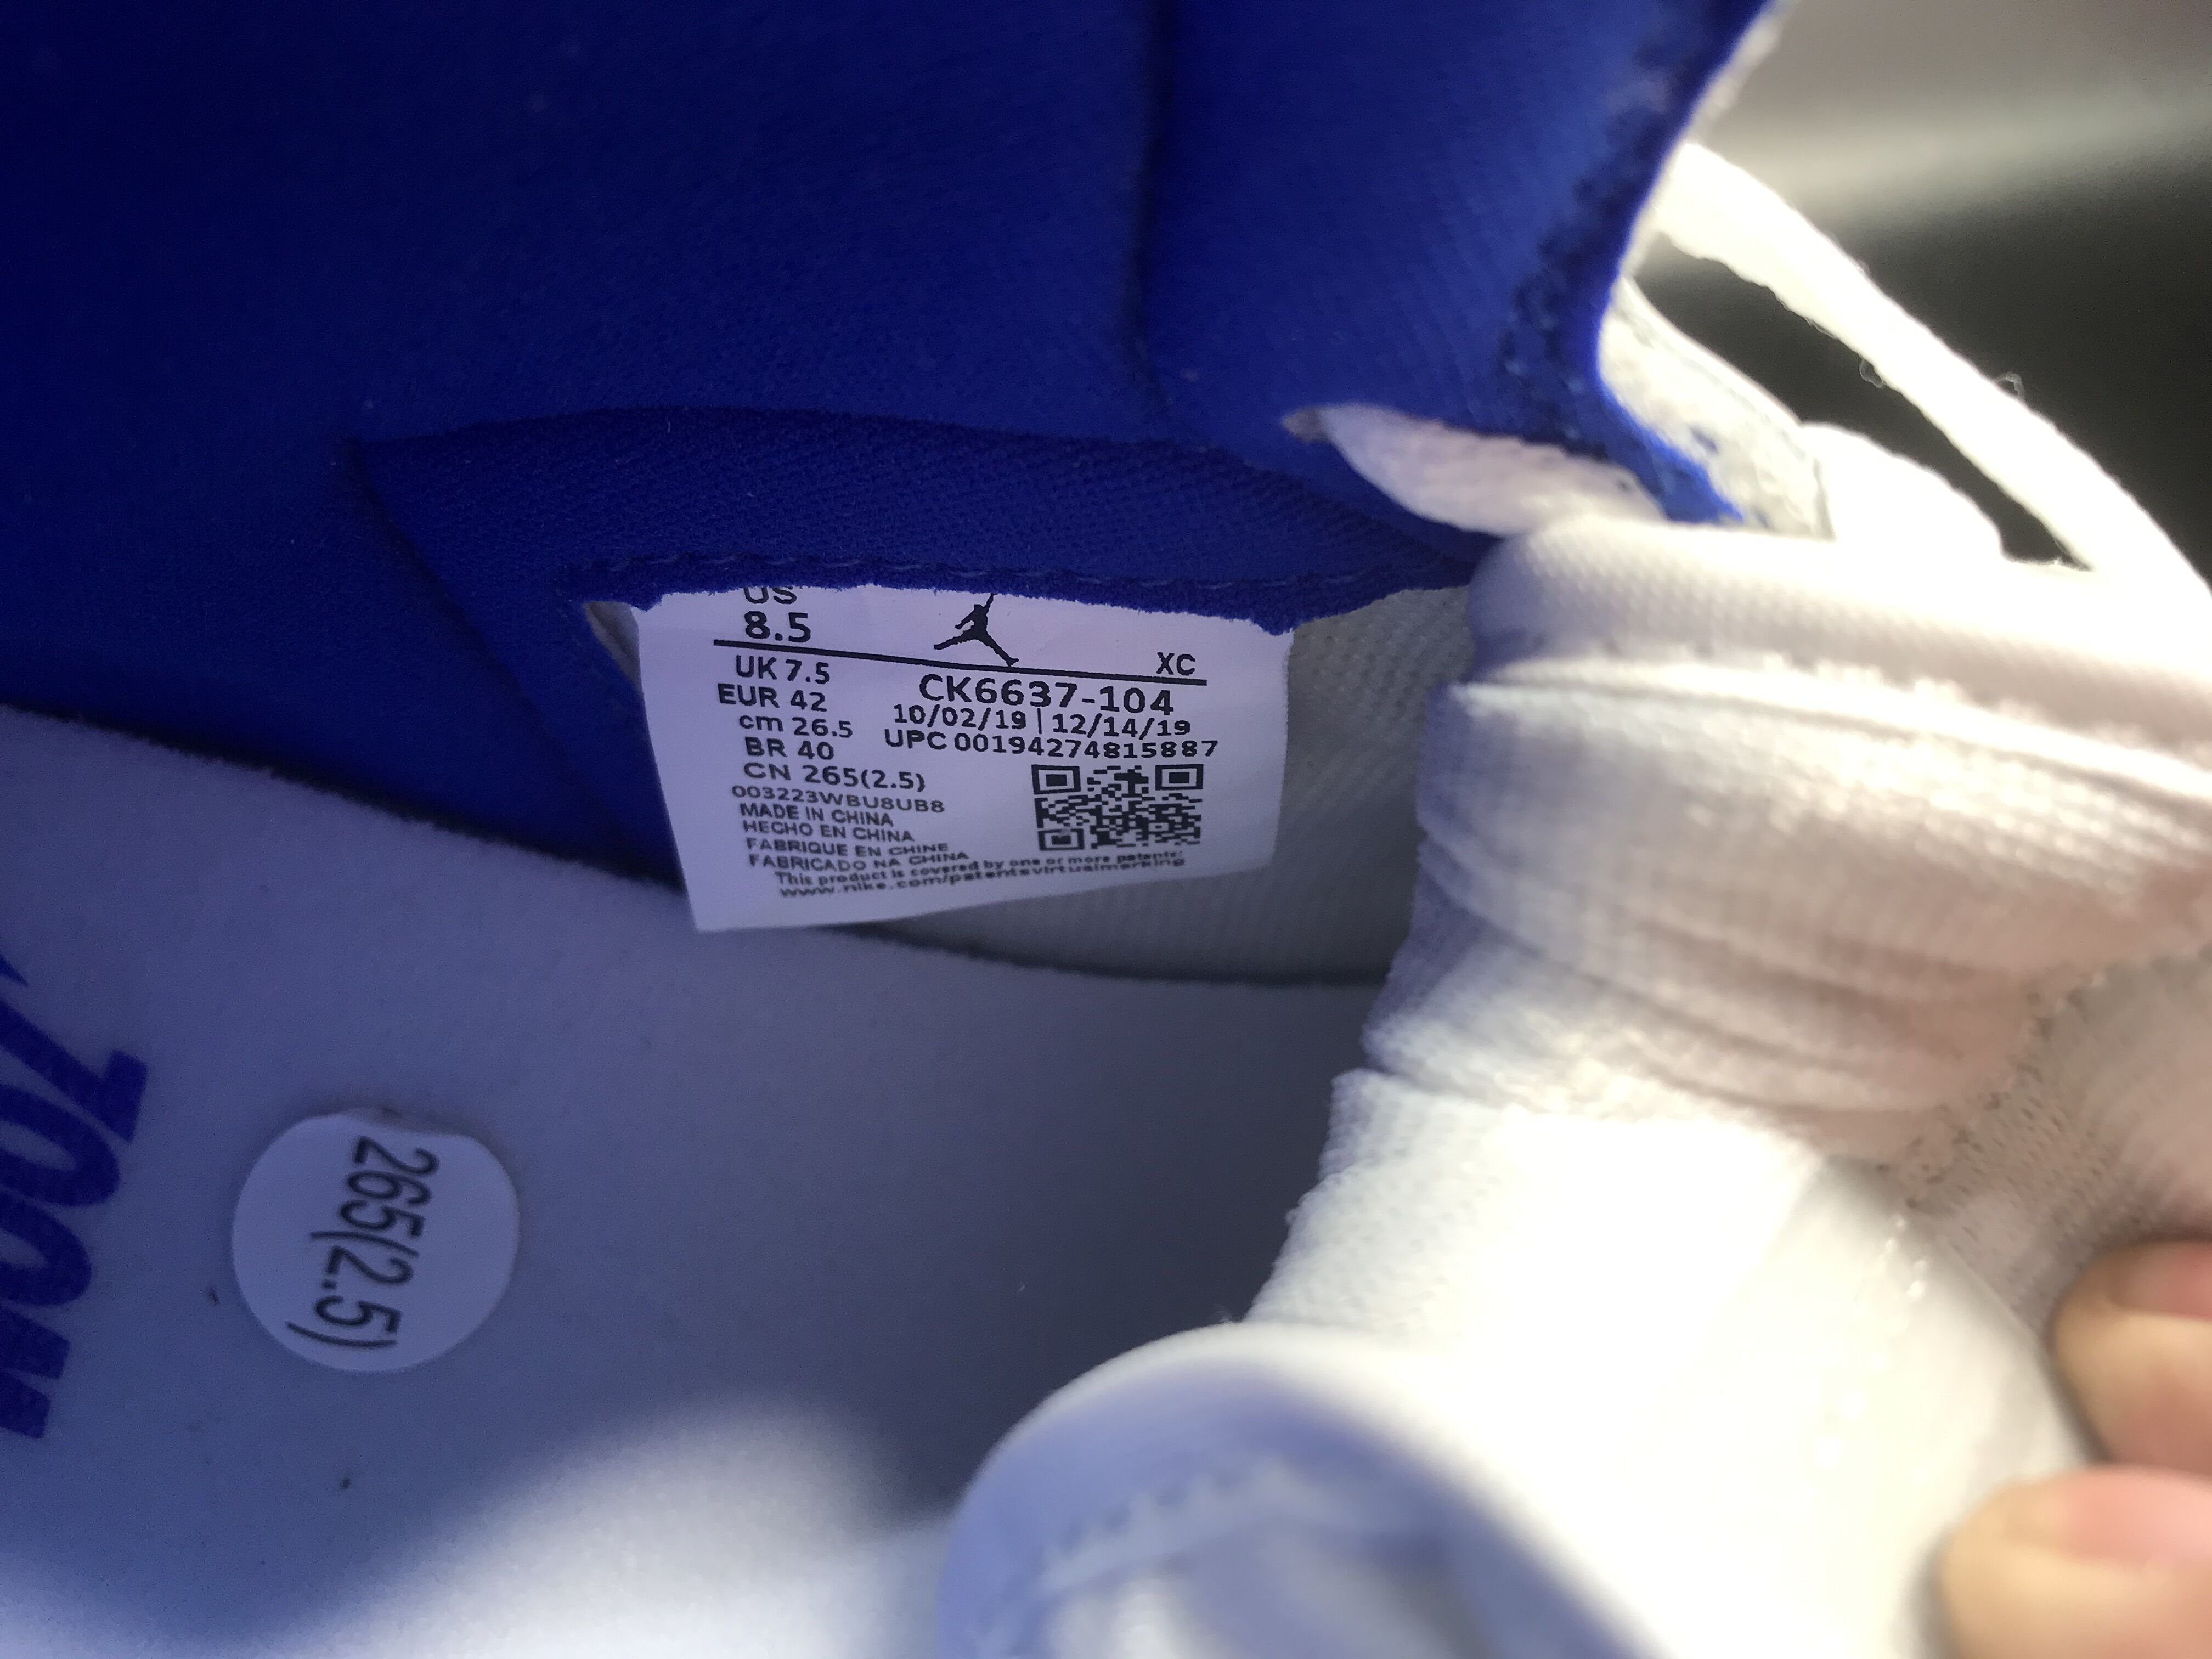 US
8.5
XC
UK 7.5
EUR 42
cm 26.5
BR 40
CN 265(2.5)
CK6637-104
10/02/19 | 12/14/19
UPC 00194274815887
003223WBU8UB8
MADE IN CHINA
HECHO EN CHINA
FABRIQUE EN CHINE
FABRICADO NA CHINA
This product is covered by one or more patents:
www.nike.com/patentsvirtualmarking
ZOOM
265(2.5)